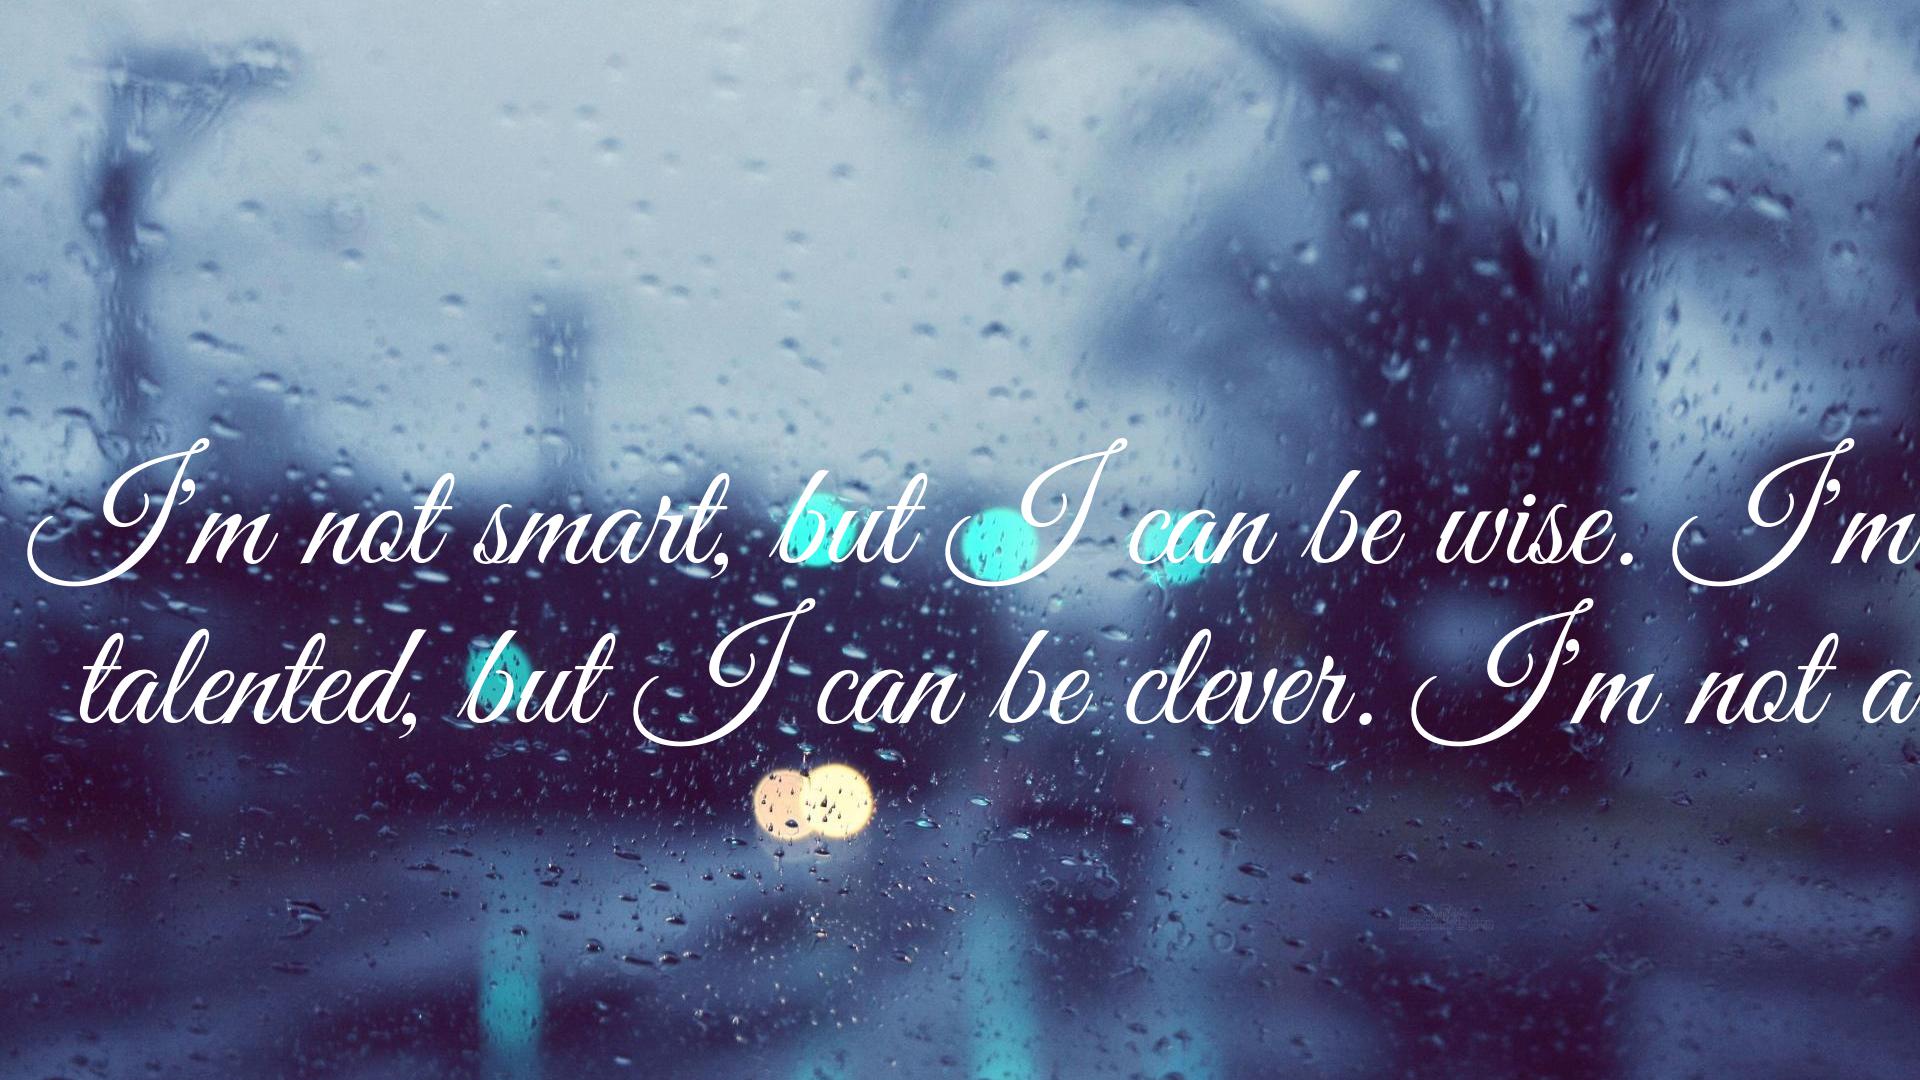 I'm not smart, but I can be wise. I'm
talented, but I can be clever. I'm not a